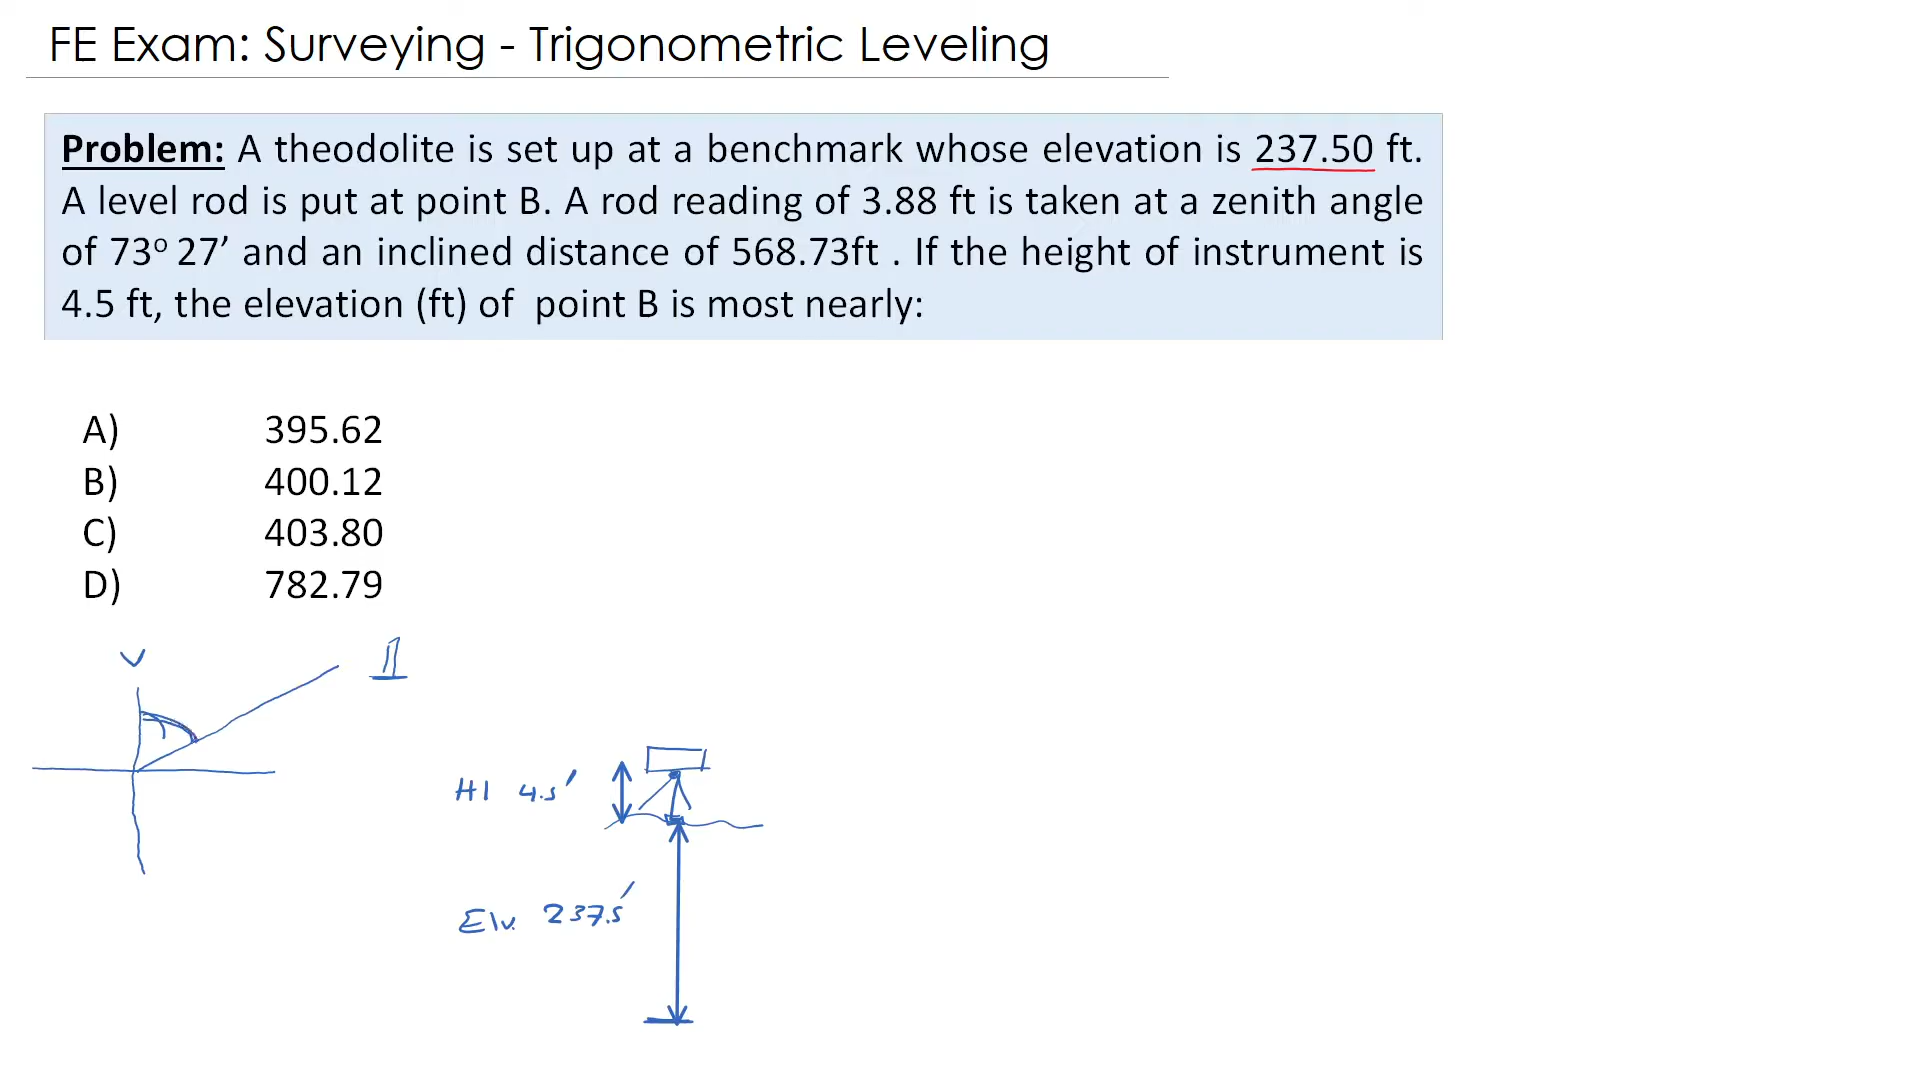 FE Exam: Surveying - Trigonometric Leveling
Problem: A theodolite is set up at a benchmark whose elevation is 237.50 ft.
A level rod is put at point B. A rod reading of 3.88 ft is taken at a zenith angle
of 73º 27’ and an inclined distance of 568.73ft . If the height of instrument is
4.5 ft, the elevation (ft) of point B is most nearly:
A) 395.62
B) 400.12
C) 403.80
D) 782.79
V
HI 4.5'
Elv. 237.5'